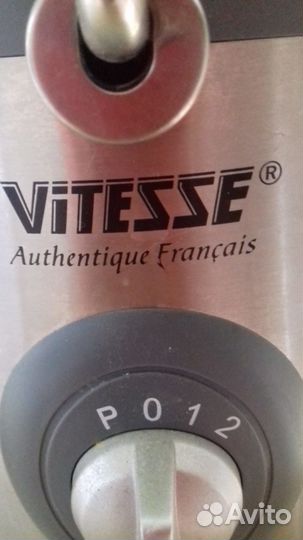 ViTESSE®
Authentique Français
P 0 1 2
Avito